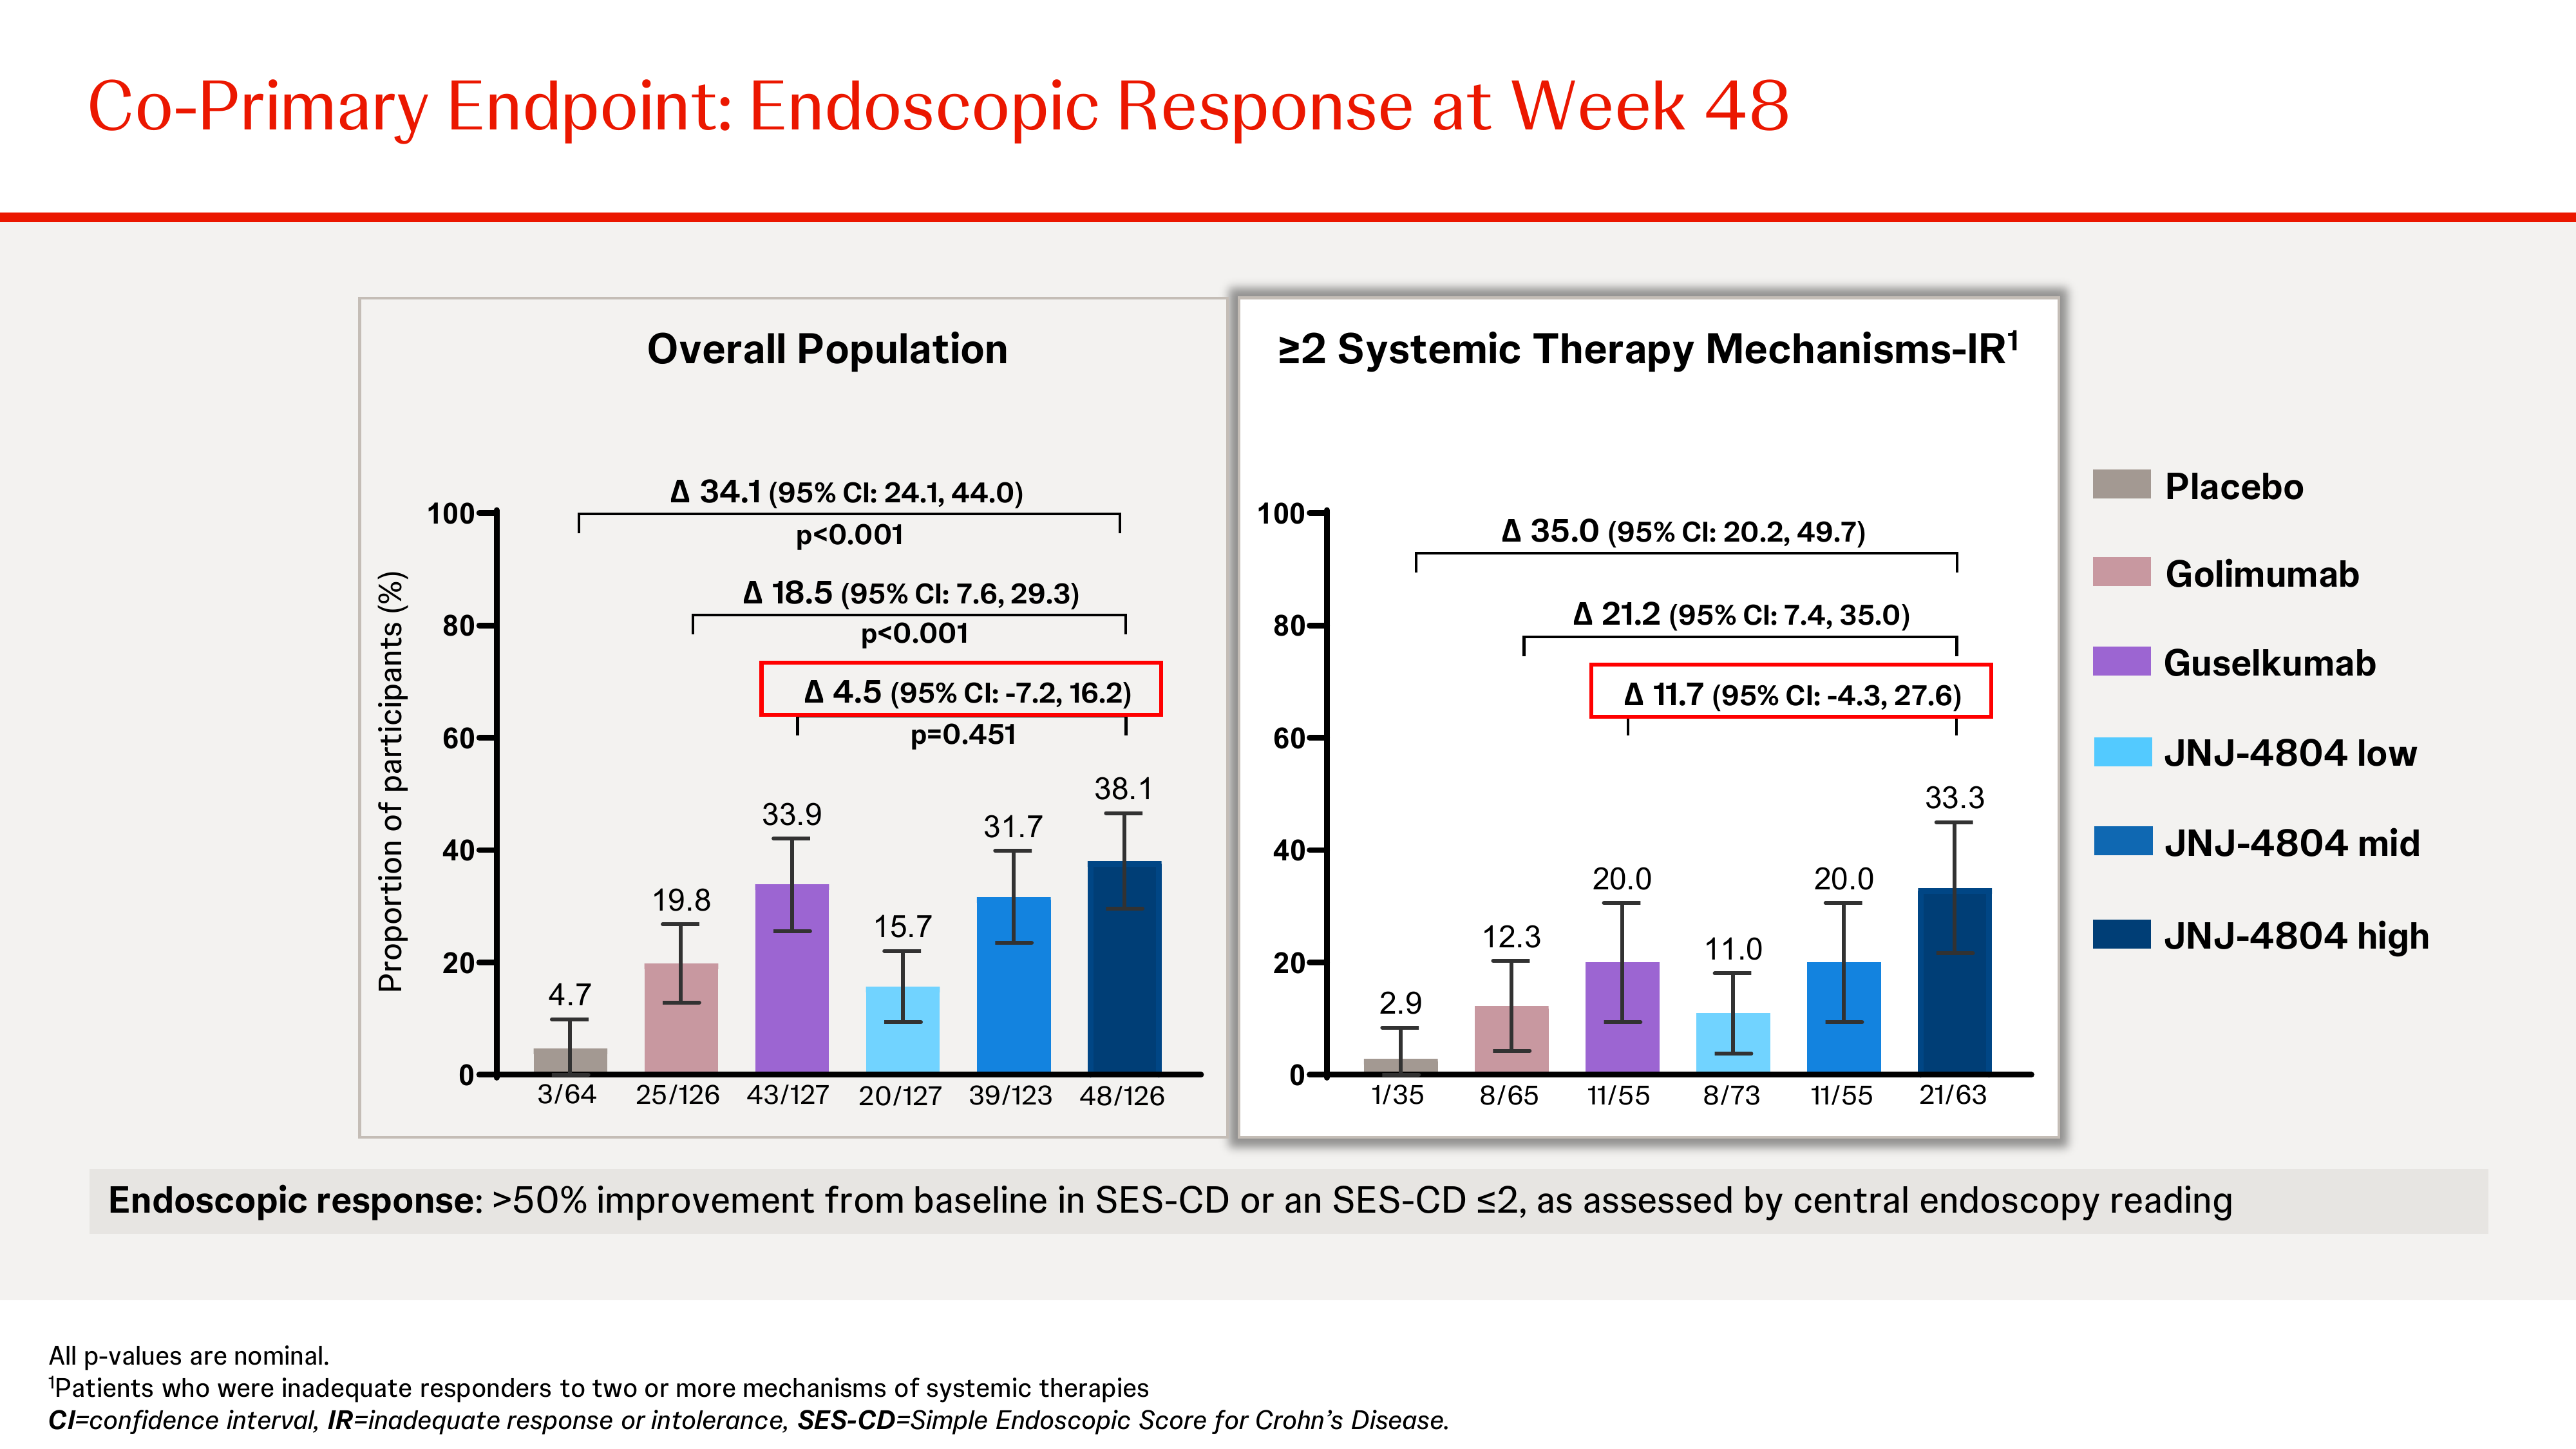 Co-Primary Endpoint: Endoscopic Response at Week 48
Overall Population
Proportion of participants (%)
100
80
60
40
20
0
Δ 34.1 (95% CI: 24.1, 44.0)
p<0.001
Δ 18.5 (95% CI: 7.6, 29.3)
p<0.001
Δ 4.5 (95% CI: -7.2, 16.2)
p=0.451
4.7
19.8
33.9
15.7
31.7
38.1
3/64 25/126 43/127 20/127 39/123 48/126
≥2 Systemic Therapy Mechanisms-IR¹
100
80
60
40
20
0
Δ 35.0 (95% CI: 20.2, 49.7)
Δ 21.2 (95% CI: 7.4, 35.0)
Δ 11.7 (95% CI: -4.3, 27.6)
2.9
12.3
20.0
11.0
20.0
33.3
1/35 8/65 11/55 8/73 11/55 21/63
Placebo
Golimumab
Guselkumab
JNJ-4804 low
JNJ-4804 mid
JNJ-4804 high
Endoscopic response: >50% improvement from baseline in SES-CD or an SES-CD ≤2, as assessed by central endoscopy reading
All p-values are nominal.
¹Patients who were inadequate responders to two or more mechanisms of systemic therapies
CI=confidence interval, IR=inadequate response or intolerance, SES-CD=Simple Endoscopic Score for Crohn's Disease.